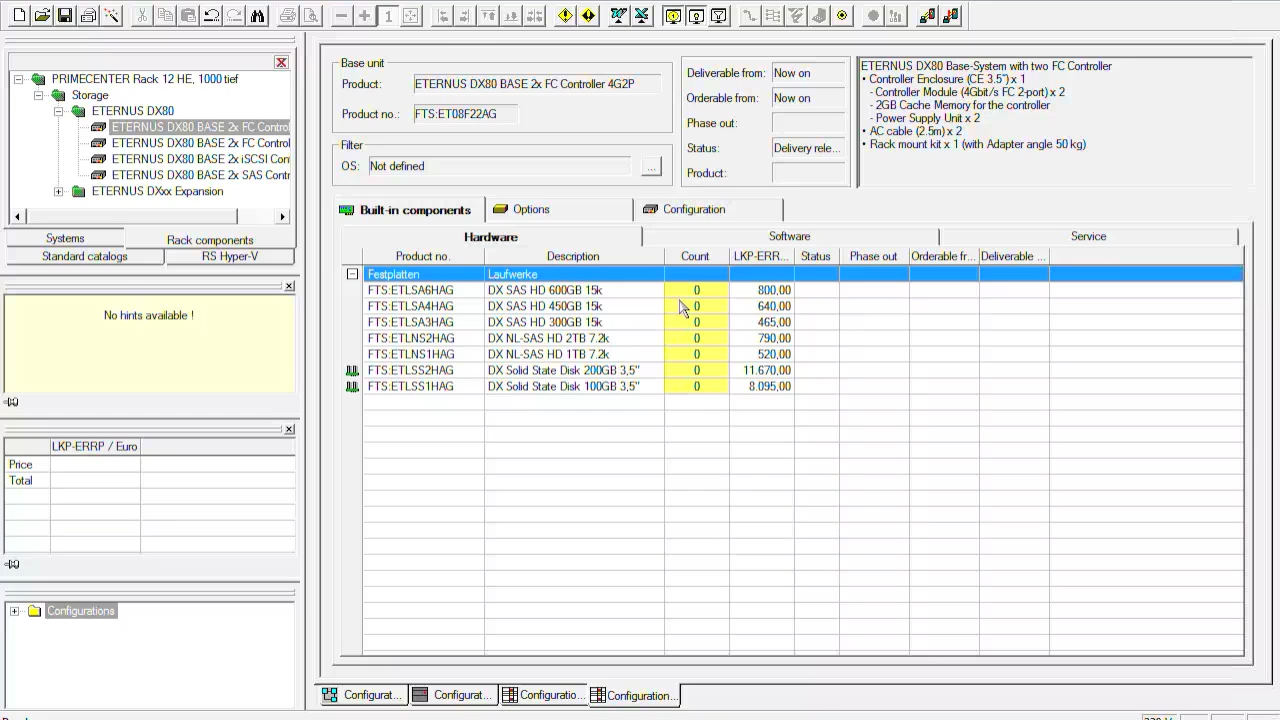 1
PRIMECENTER Rack 12 HE, 1000 tief
Storage
ETERNUS DX80
ETERNUS DX80 BASE 2x FC Control
ETERNUS DX80 BASE 2x FC Control
ETERNUS DX80 BASE 2x iSCSI Con
ETERNUS DX80 BASE 2x SAS Contr
ETERNUS DXxx Expansion
Systems
Rack components
Standard catalogs
RS Hyper-V
No hints available !
LKP-ERRP / Euro
Price
Total
Configurations
Base unit
Product:
ETERNUS DX80 BASE 2x FC Controller 4G2P
Product no.:
FTS:ET08F22AG
Filter
OS:
Not defined
...
Deliverable from:
Now on
Orderable from:
Now on
Phase out:
Status:
Delivery rele...
Product:
ETERNUS DX80 Base-System with two FC Controller
• Controller Enclosure (CE 3.5") x 1
- Controller Module (4Gbit/s FC 2-port) x 2
- 2GB Cache Memory for the controller
- Power Supply Unit x 2
• AC cable (2.5m) x 2
• Rack mount kit x 1 (with Adapter angle 50 kg)
Built-in components
Options
Configuration
Hardware
Software
Service
Product no. Description Count LKP-ERR... Status Phase out Orderable fr... Deliverable ...
Festplatten Laufwerke
FTS:ETLSA6HAG DX SAS HD 600GB 15k 0 800,00
FTS:ETLSA4HAG DX SAS HD 450GB 15k 0 640,00
FTS:ETLSA3HAG DX SAS HD 300GB 15k 0 465,00
FTS:ETLNS2HAG DX NL-SAS HD 2TB 7.2k 0 790,00
FTS:ETLNS1HAG DX NL-SAS HD 1TB 7.2k 0 520,00
FTS:ETLSS2HAG DX Solid State Disk 200GB 3,5" 0 11.670,00
FTS:ETLSS1HAG DX Solid State Disk 100GB 3,5" 0 8.095,00
Configurat...
Configurat...
Configuratio...
Configuration...